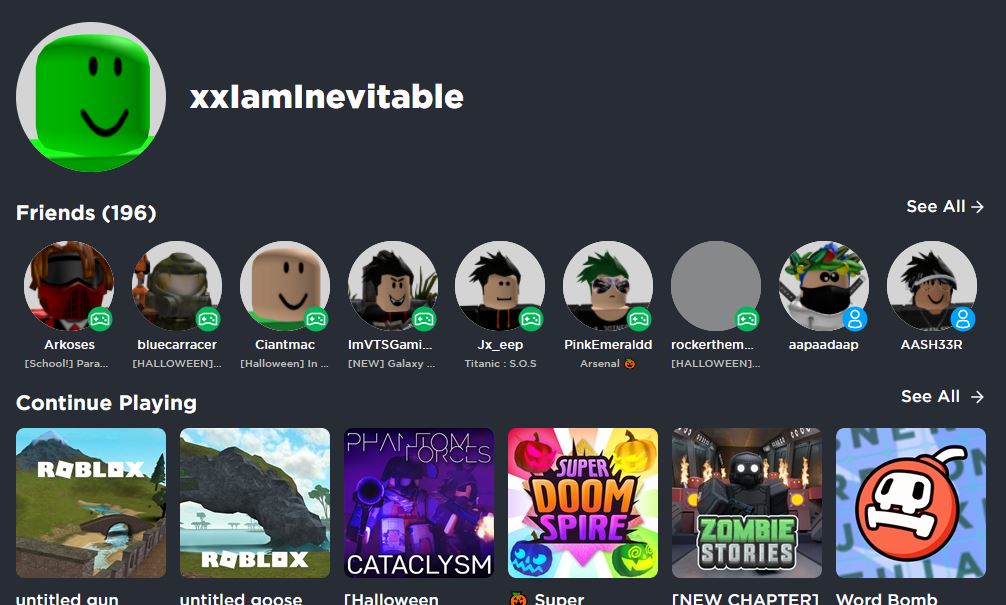 xxIamInevitable
Friends (196)
See All →
Arkoses
bluecarracer
Ciantmac
ImVTSGami...
Jx_eep
PinkEmeraldd
rockerthem...
aapaadaap
AASH33R
[School!] Para...
[HALLOWEEN]...
[Halloween] In ...
[NEW] Galaxy ...
Titanic : S.O.S
Arsenal 🎃
[HALLOWEEN]...
Continue Playing
See All →
ROBLOX
ROBLOX
PHANTOM
FORCES
CATACLYSM
SUPER
DOOM
SPIRE
ZOMBIE
STORIES
untitled gun
untitled goose
[Halloween
🎃 Super
[NEW CHAPTER]
Word Bomb